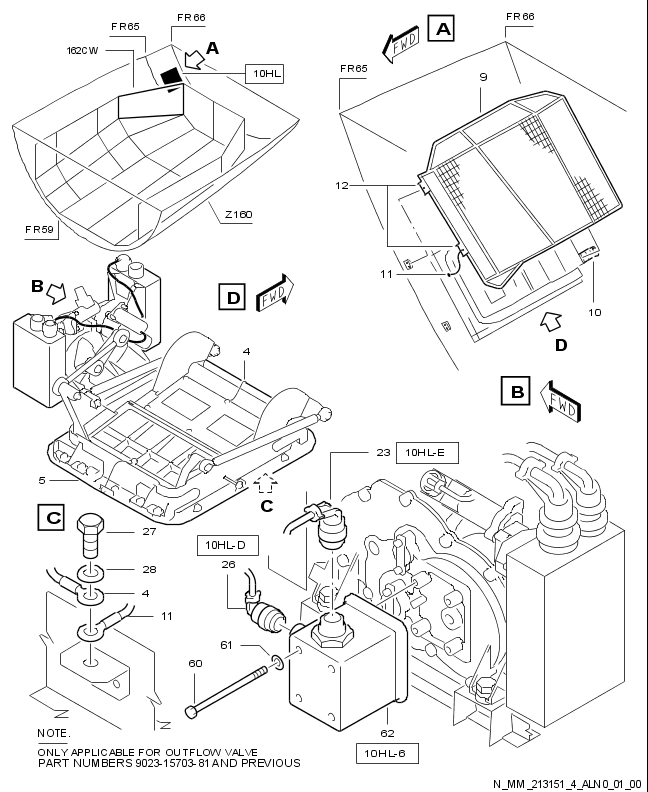 FR66
FR65
162CW
A
10HL
Z160
FR59
FWD
A
FR66
FR65
9
12
11
10
D
B
D
FWD
4
5
C
B
FWD
23
10HL-E
C
27
28
4
11
10HL-D
26
61
60
62
10HL-6
NOTE.
ONLY APPLICABLE FOR OUTFLOW VALVE
PART NUMBERS 9023-15703-81 AND PREVIOUS
N_MM_213151_4_ALN0_01_00